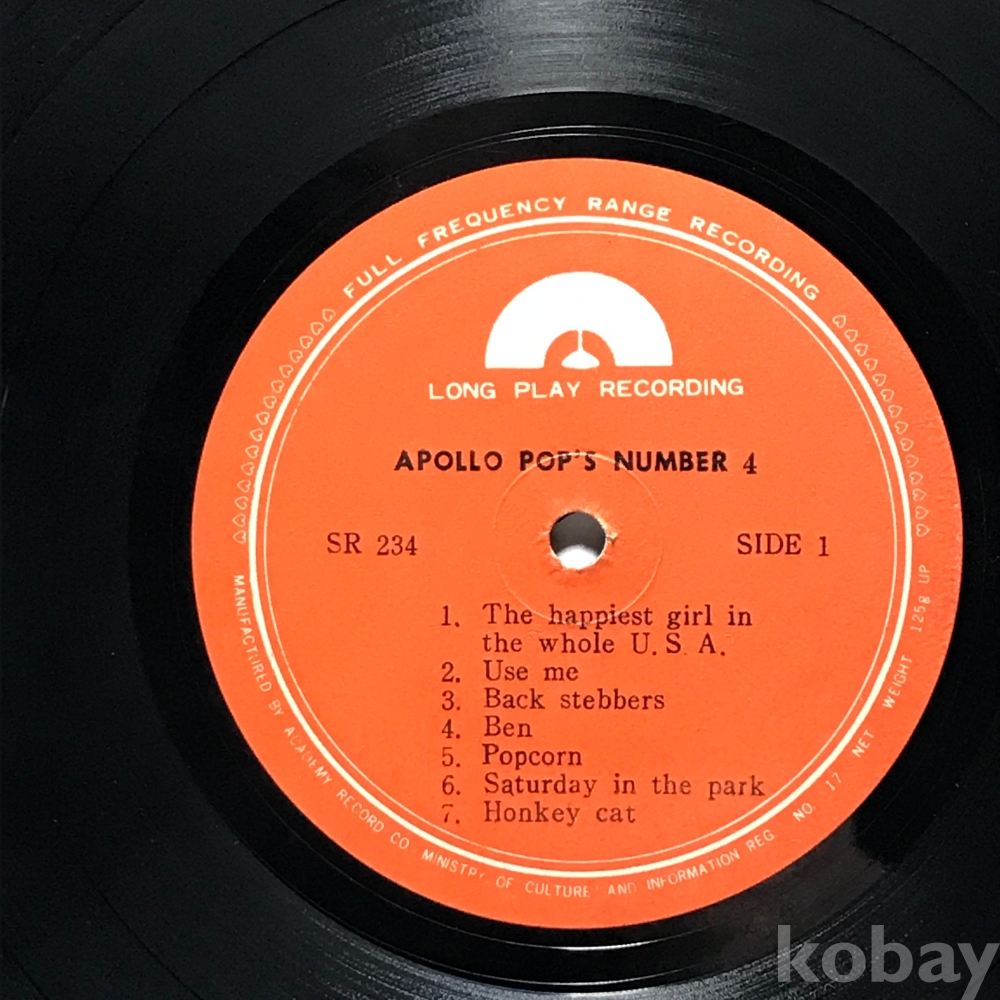 FULL FREQUENCY RANGE RECORDING
LONG PLAY RECORDING
APOLLO POP'S NUMBER 4
SR 234
SIDE 1
1. The happiest girl in
the whole U. S. A.
2. Use me
3. Back stebbers
4. Ben
5. Popcorn
6. Saturday in the park
7. Honkey cat
MANUFACTURED BY ACADEMY RECORD CO MINISTRY OF CULTURE AND INFORMATION REG. NO. 17 NET WEIGHT 125g UP
kobay